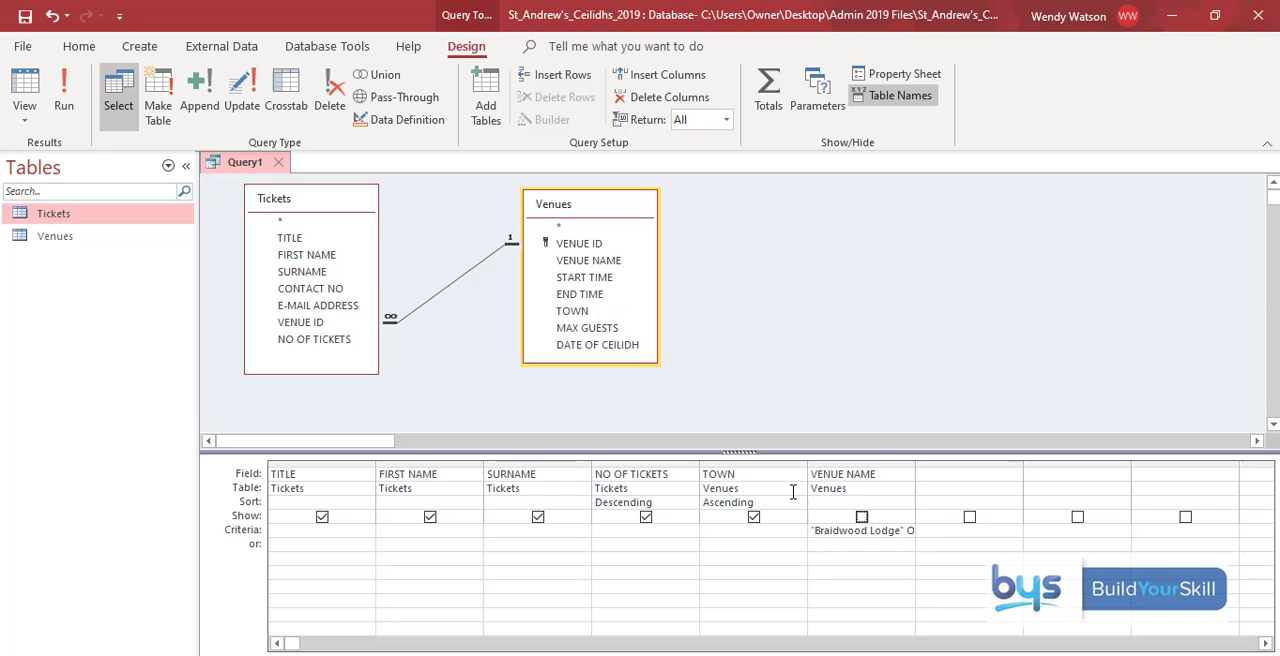 Query To...
St_Andrew's_Ceilidhs_2019 : Database- C:\Users\Owner\Desktop\Admin 2019 Files\St_Andrew's_C...
Wendy Watson
WW
File
Home
Create
External Data
Database Tools
Help
Design
Tell me what you want to do
View
Run
Results
Select
Make Table
Append
Update
Crosstab
Delete
Union
Pass-Through
Data Definition
Query Type
Add Tables
Insert Rows
Delete Rows
Builder
Insert Columns
Delete Columns
Return: All
Query Setup
Totals
Parameters
Property Sheet
XYZ Table Names
Show/Hide
Tables
Search...
Tickets
Venues
Query1
Tickets
*
TITLE
FIRST NAME
SURNAME
CONTACT NO
E-MAIL ADDRESS
VENUE ID
NO OF TICKETS
∞
1
Venues
*
VENUE ID
VENUE NAME
START TIME
END TIME
TOWN
MAX GUESTS
DATE OF CEILIDH
Field: TITLE FIRST NAME SURNAME NO OF TICKETS TOWN VENUE NAME
Table: Tickets Tickets Tickets Tickets Venues Venues
Sort: Descending Ascending
Show:
Criteria: "Braidwood Lodge" O
or:
bys BuildYourSkill